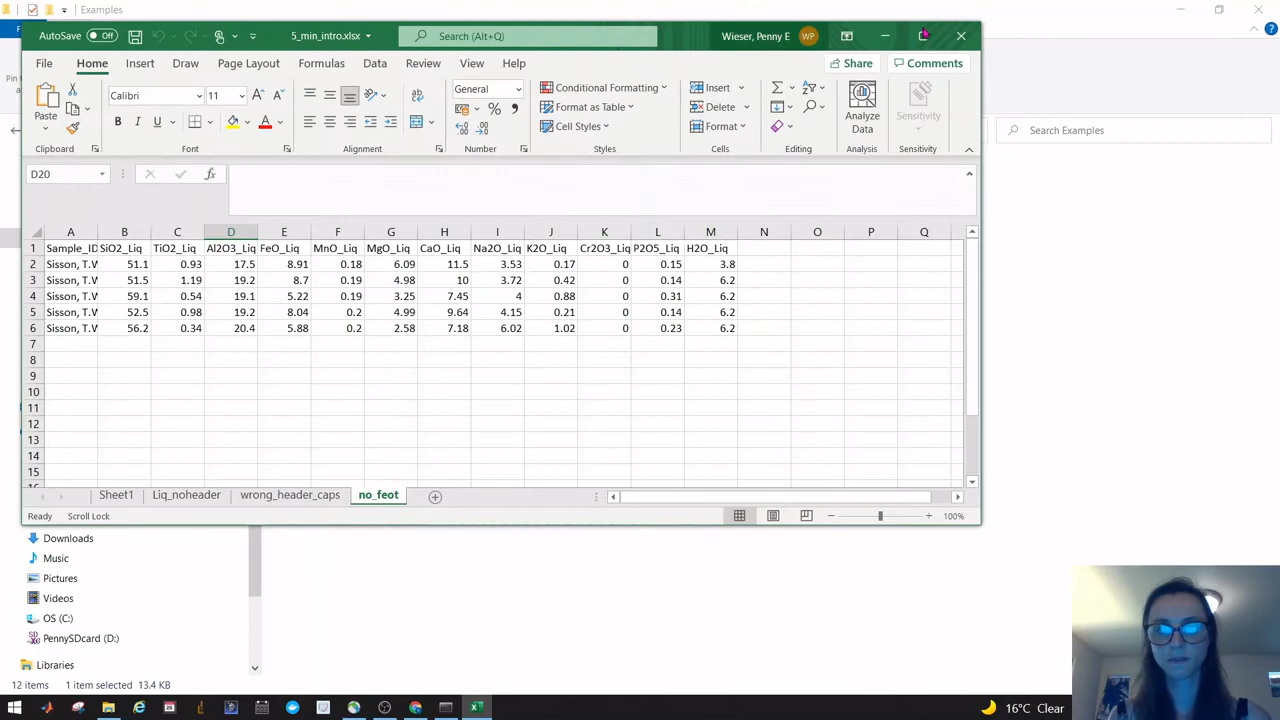 Examples
AutoSave Off 5_min_intro.xlsx Search (Alt+Q) Wieser, Penny E WP
File Home Insert Draw Page Layout Formulas Data Review View Help Share Comments
Calibri 11 General Conditional Formatting Insert
Paste B I U Format as Table Delete Analyze Data Sensitivity
Cell Styles Format
Clipboard Font Alignment Number Styles Cells Editing Analysis Sensitivity
Search Examples
D20 fx
A B C D E F G H I J K L M N O P Q
1 Sample_ID SiO2_Liq TiO2_Liq Al2O3_Liq FeO_Liq MnO_Liq MgO_Liq CaO_Liq Na2O_Liq K2O_Liq Cr2O3_Liq P2O5_Liq H2O_Liq
2 Sisson, T.W 51.1 0.93 17.5 8.91 0.18 6.09 11.5 3.53 0.17 0 0.15 3.8
3 Sisson, T.W 51.5 1.19 19.2 8.7 0.19 4.98 10 3.72 0.42 0 0.14 6.2
4 Sisson, T.W 59.1 0.54 19.1 5.22 0.19 3.25 7.45 4 0.88 0 0.31 6.2
5 Sisson, T.W 52.5 0.98 19.2 8.04 0.2 4.99 9.64 4.15 0.21 0 0.14 6.2
6 Sisson, T.W 56.2 0.34 20.4 5.88 0.2 2.58 7.18 6.02 1.02 0 0.23 6.2
7
8
9
10
11
12
13
14
15
Sheet1 Liq_noheader wrong_header_caps no_feot
Ready Scroll Lock 100%
Downloads
Music
Pictures
Videos
OS (C:)
PennySDcard (D:)
Libraries
12 items 1 item selected 13.4 KB
16°C Clear